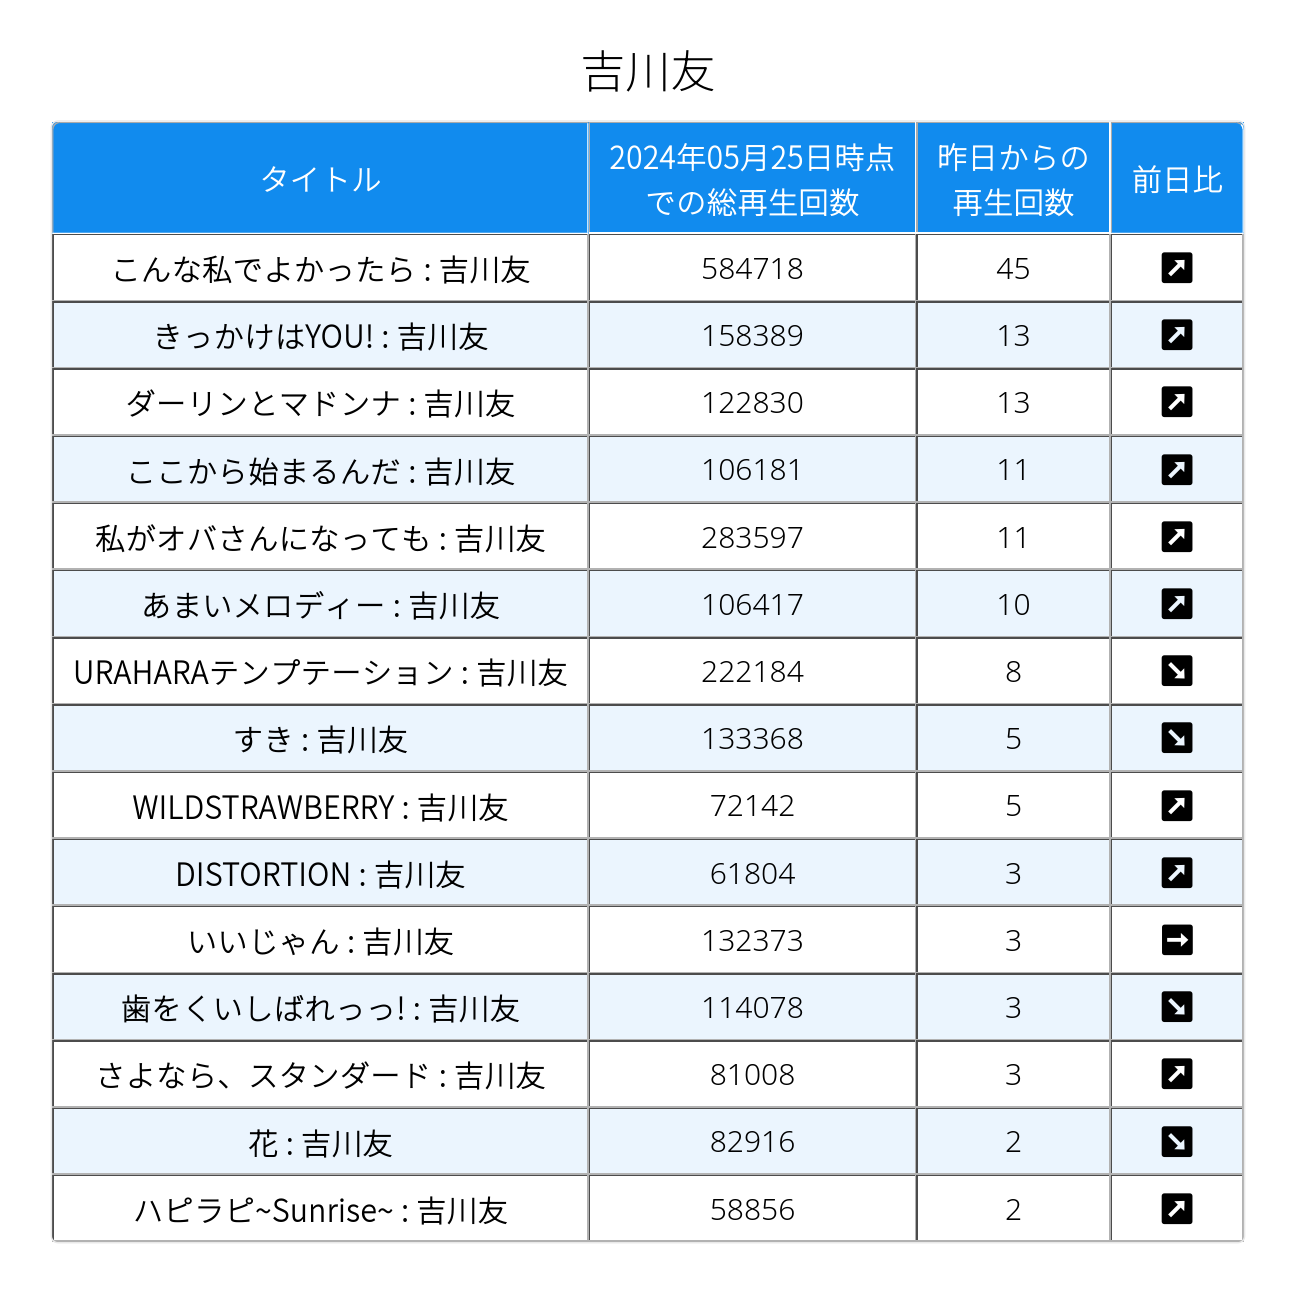 吉川友
タイトル
2024年05月25日時点
での総再生回数
昨日からの
再生回数
前日比
こんな私でよかったら : 吉川友 584718 45
きっかけはYOU! : 吉川友 158389 13
ダーリンとマドンナ : 吉川友 122830 13
ここから始まるんだ : 吉川友 106181 11
私がオバさんになっても : 吉川友 283597 11
あまいメロディー : 吉川友 106417 10
URAHARAテンプテーション : 吉川友 222184 8
すき : 吉川友 133368 5
WILDSTRAWBERRY : 吉川友 72142 5
DISTORTION : 吉川友 61804 3
いいじゃん : 吉川友 132373 3
歯をくいしばれっっ! : 吉川友 114078 3
さよなら、スタンダード : 吉川友 81008 3
花 : 吉川友 82916 2
ハピラピ~Sunrise~ : 吉川友 58856 2